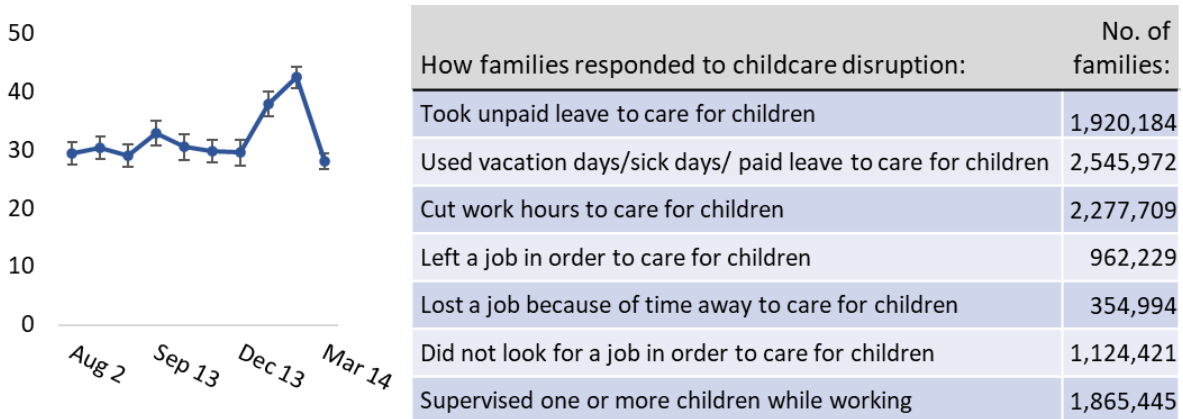 50
40
30
20
10
0
Aug 2
Sep 13
Dec 13
Mar 14
How families responded to childcare disruption:
No. of
families:
Took unpaid leave to care for children 1,920,184
Used vacation days/sick days/ paid leave to care for children 2,545,972
Cut work hours to care for children 2,277,709
Left a job in order to care for children 962,229
Lost a job because of time away to care for children 354,994
Did not look for a job in order to care for children 1,124,421
Supervised one or more children while working 1,865,445